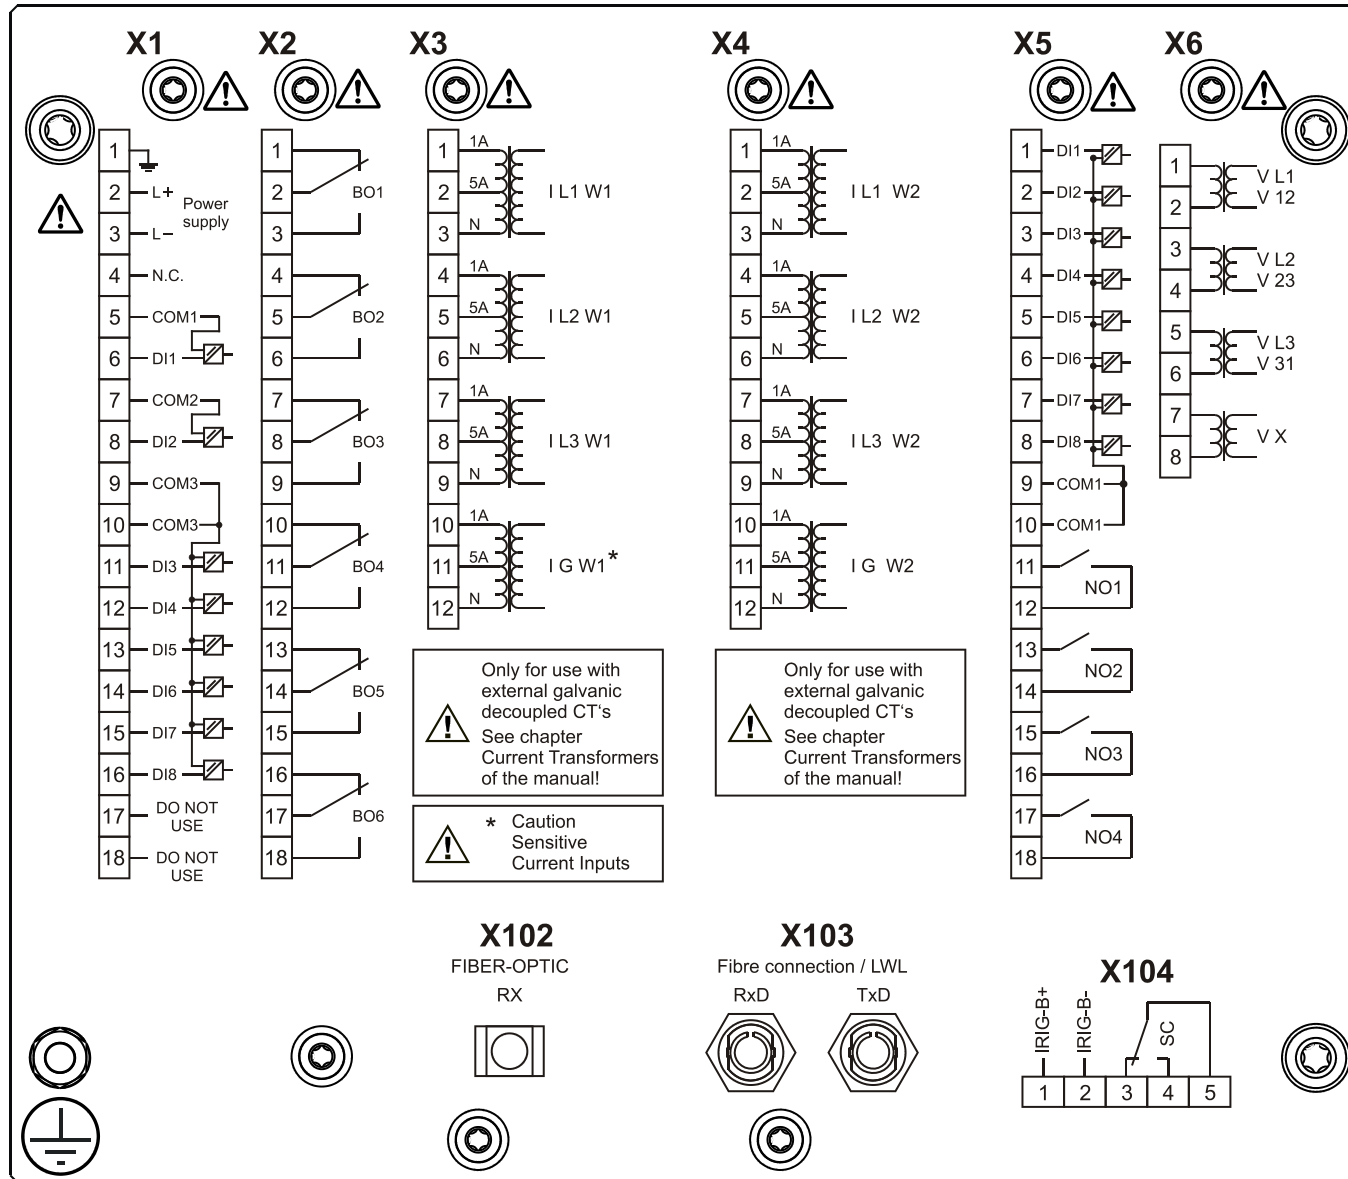 X1
1
2 L+
Power
supply
3 L-
4 N.C.
5 COM1
6 DI1
7 COM2
8 DI2
9 COM3
10 COM3
11 DI3
12 DI4
13 DI5
14 DI6
15 DI7
16 DI8
17 DO NOT
USE
18 DO NOT
USE
X2
1
2 BO1
3
4
5 BO2
6
7
8 BO3
9
10
11 BO4
12
13
14 BO5
15
16
17 BO6
18
X3
1 1A
2 5A I L1 W1
3 N
4 1A
5 5A I L2 W1
6 N
7 1A
8 5A I L3 W1
9 N
10 1A
11 5A I G W1*
12 N
Only for use with
external galvanic
decoupled CT‘s
See chapter
Current Transformers
of the manual!
* Caution
Sensitive
Current Inputs
X4
1 1A
2 5A I L1 W2
3 N
4 1A
5 5A I L2 W2
6 N
7 1A
8 5A I L3 W2
9 N
10 1A
11 5A I G W2
12 N
Only for use with
external galvanic
decoupled CT‘s
See chapter
Current Transformers
of the manual!
X5
1 DI1
2 DI2
3 DI3
4 DI4
5 DI5
6 DI6
7 DI7
8 DI8
9 COM1
10 COM1
11
NO1
12
13
NO2
14
15
NO3
16
17
NO4
18
X6
1 V L1
2 V 12
3 V L2
4 V 23
5 V L3
6 V 31
7
V X
8
X102
FIBER-OPTIC
RX
X103
Fibre connection / LWL
RxD TxD
X104
IRIG-B+ IRIG-B- SC
1 2 3 4 5